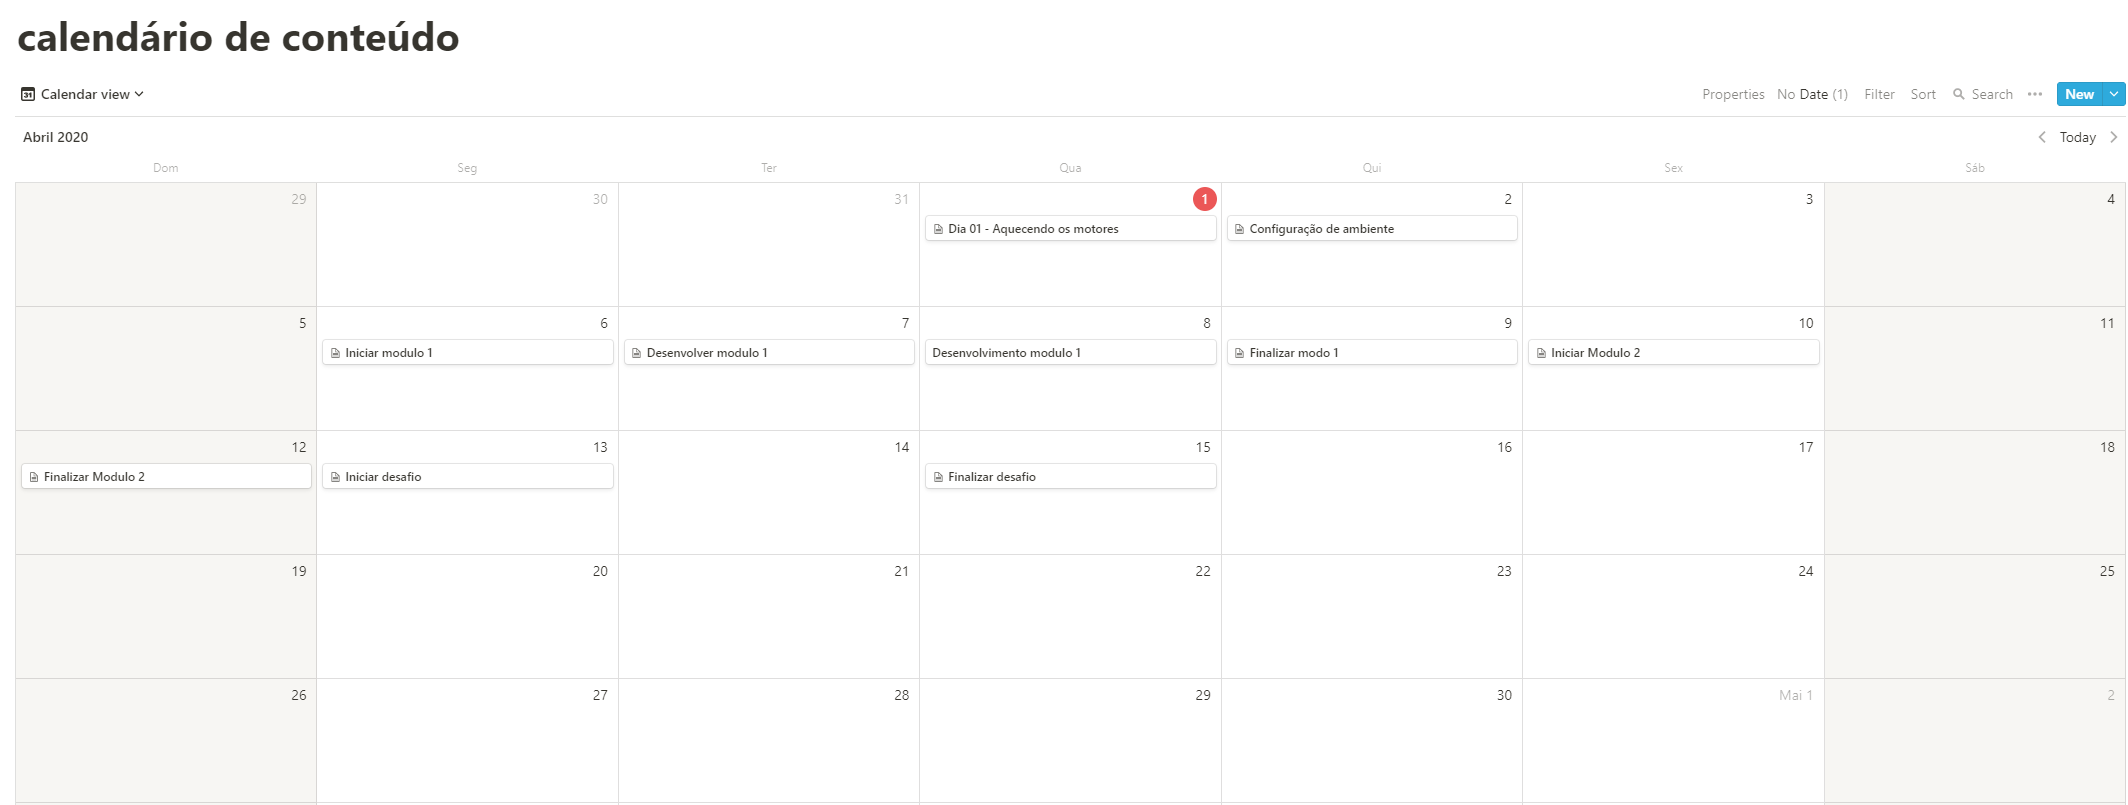 calendário de conteúdo
31 Calendar view
Properties No Date (1) Filter Sort Search New
Abril 2020
Today
Dom Seg Ter Qua Qui Sex Sáb
29 30 31 1 2 3 4
Dia 01 - Aquecendo os motores
Configuração de ambiente
5 6 7 8 9 10 11
Iniciar modulo 1
Desenvolver modulo 1
Desenvolvimento modulo 1
Finalizar modo 1
Iniciar Modulo 2
12 13 14 15 16 17 18
Finalizar Modulo 2
Iniciar desafio
Finalizar desafio
19 20 21 22 23 24 25
26 27 28 29 30 Mai 1 2